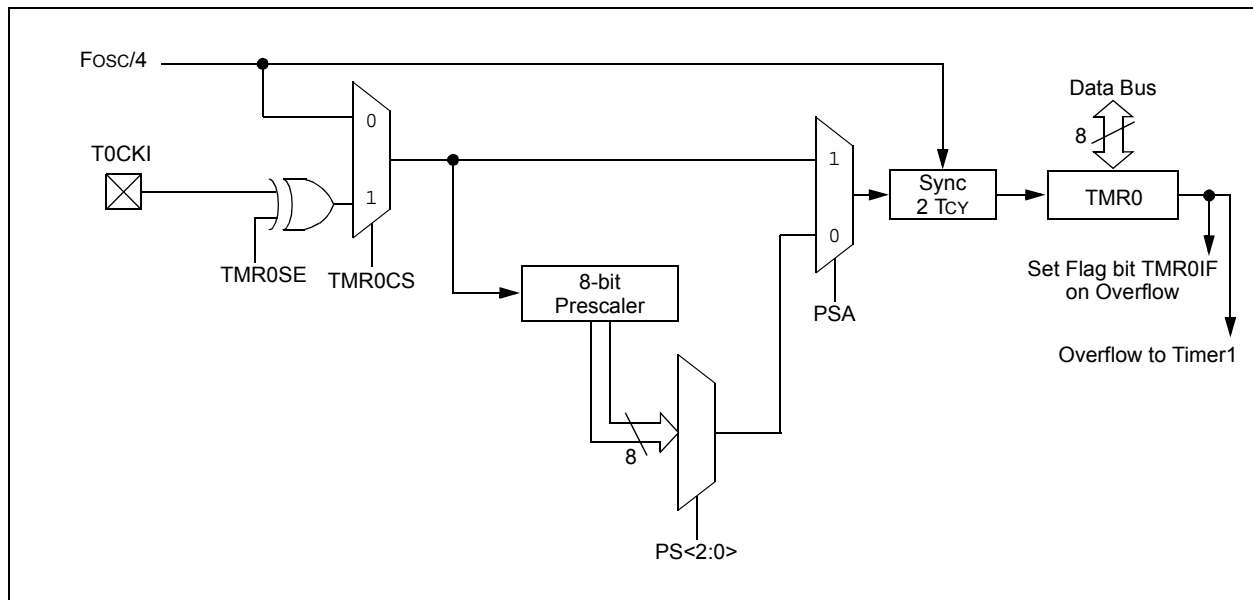 FOSC/4
Data Bus
8
T0CKI
0
1
1
0
Sync
2 TCY
TMR0
TMR0SE
TMR0CS
8-bit
Prescaler
PSA
Set Flag bit TMR0IF
on Overflow
Overflow to Timer1
8
PS<2:0>